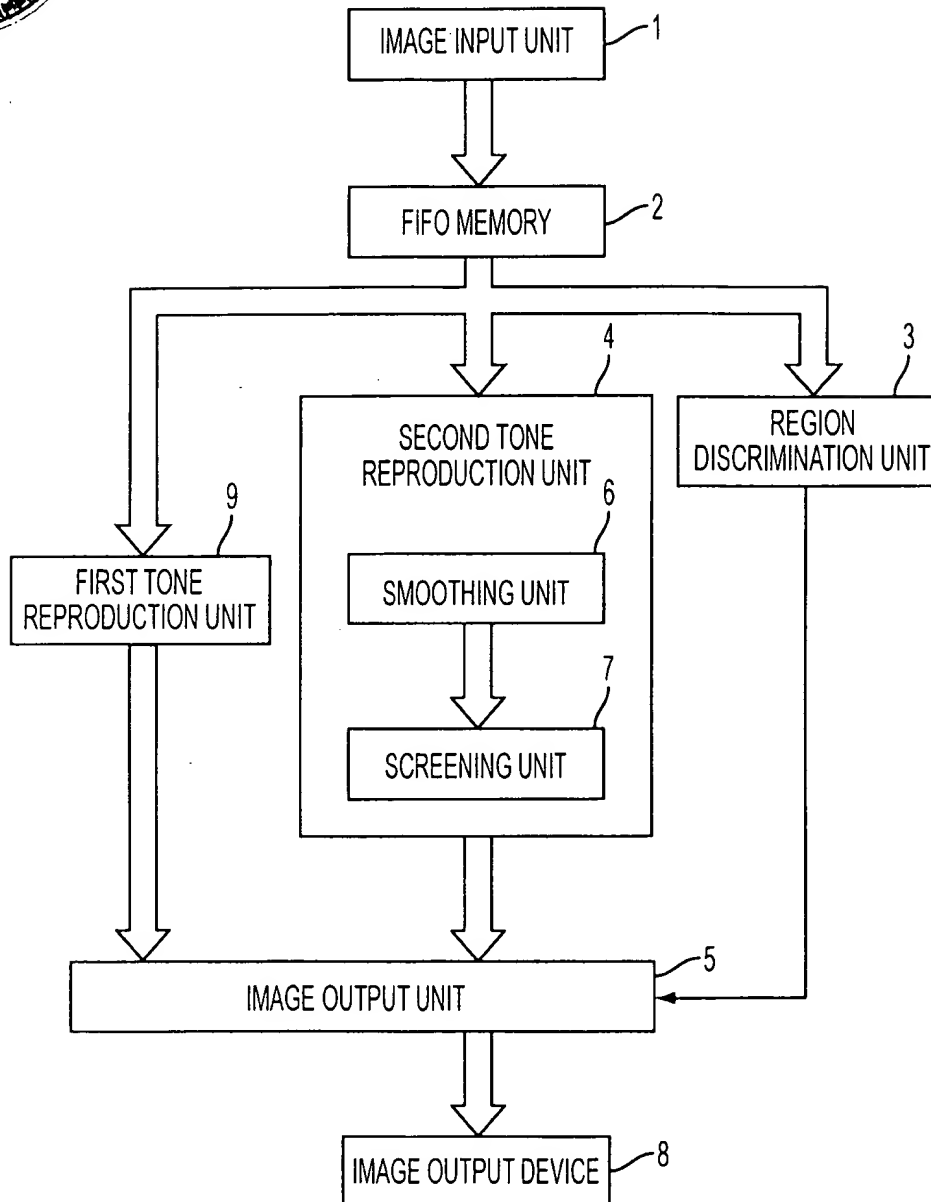 IMAGE INPUT UNIT
1
FIFO MEMORY
2
4
3
SECOND TONE
REPRODUCTION UNIT
REGION
DISCRIMINATION UNIT
9
6
FIRST TONE
REPRODUCTION UNIT
SMOOTHING UNIT
7
SCREENING UNIT
5
IMAGE OUTPUT UNIT
IMAGE OUTPUT DEVICE
8